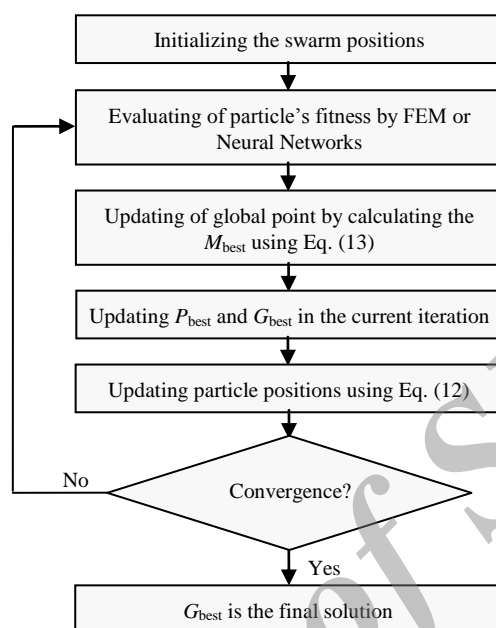 Initializing the swarm positions
Evaluating of particle's fitness by FEM or
Neural Networks
Updating of global point by calculating the
Mbest using Eq. (13)
Updating Pbest and Gbest in the current iteration
Updating particle positions using Eq. (12)
No
Convergence?
Yes
Gbest is the final solution
of